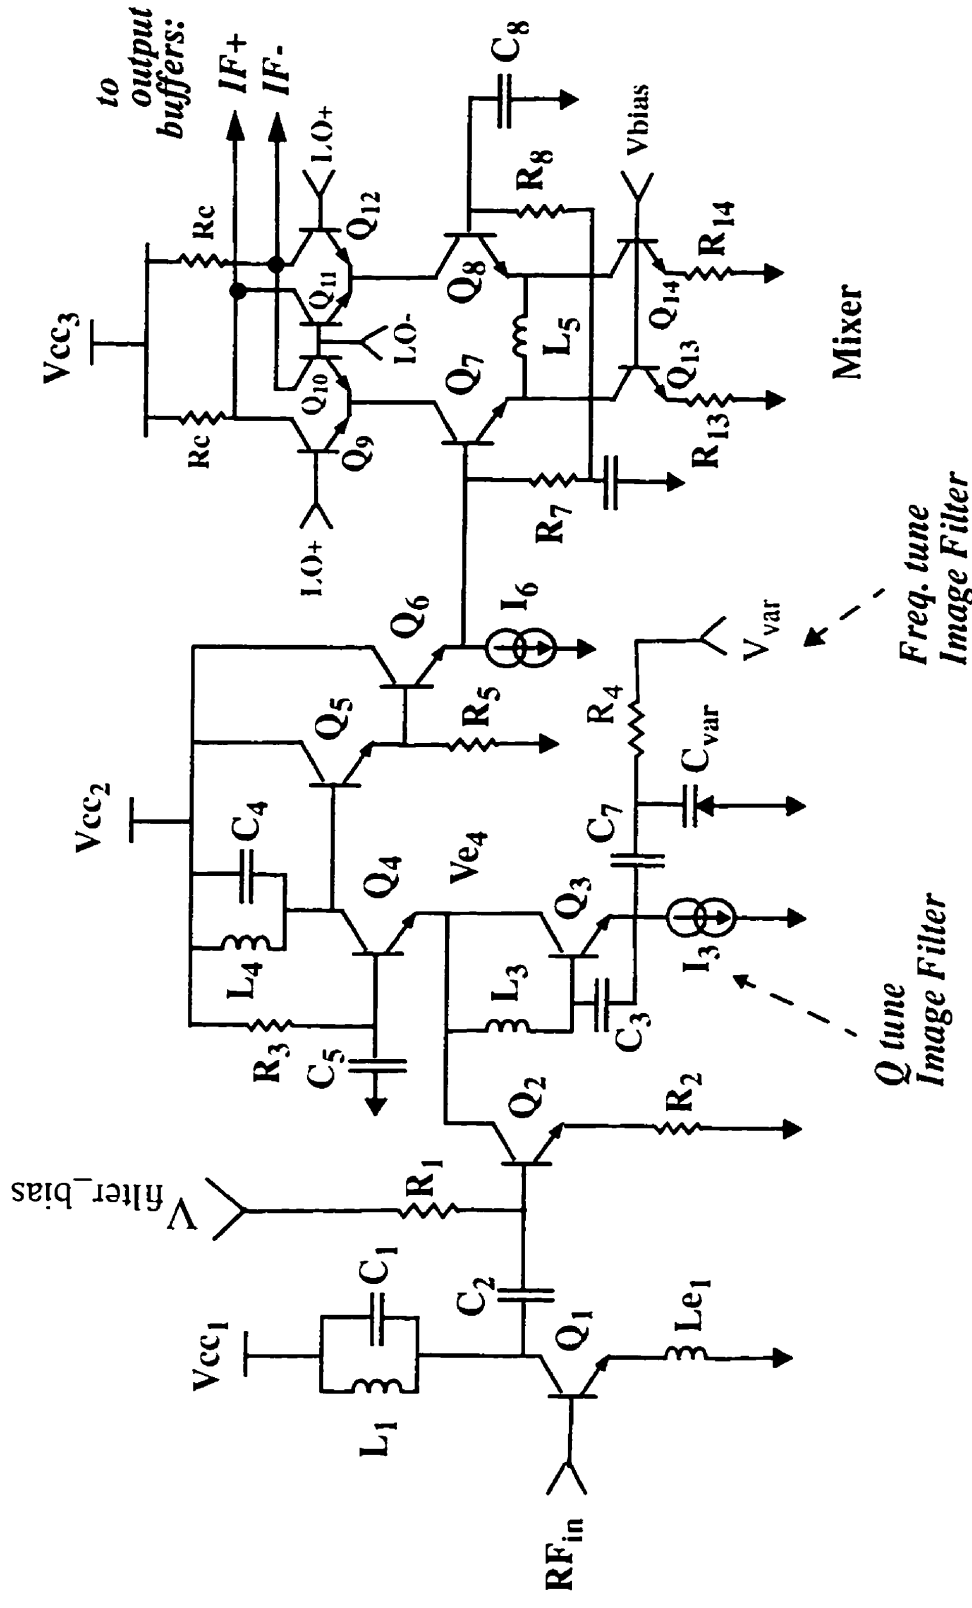 Vcc₁
L₁
C₁
RFin
Q₁
Le₁
C₂
Vfilter_bias
R₁
Q₂
R₂
Vcc₂
R₃
C₅
L₄
C₄
Q₄
Ve₄
L₃
C₃
Q₃
I₃
Q tune
Image Filter
C₇
Cvar
R₄
Vvar
Freq. tune
Image Filter
Q₅
R₅
Q₆
I₆
Vcc₃
Rc
Rc
to
output
buffers:
IF+
IF-
LO+
Q₉
Q₁₀
LO-
Q₁₁
Q₁₂
LO+
Q₇
Q₈
L₅
R₇
R₈
C₈
Vbias
Q₁₃
Q₁₄
R₁₃
R₁₄
Mixer